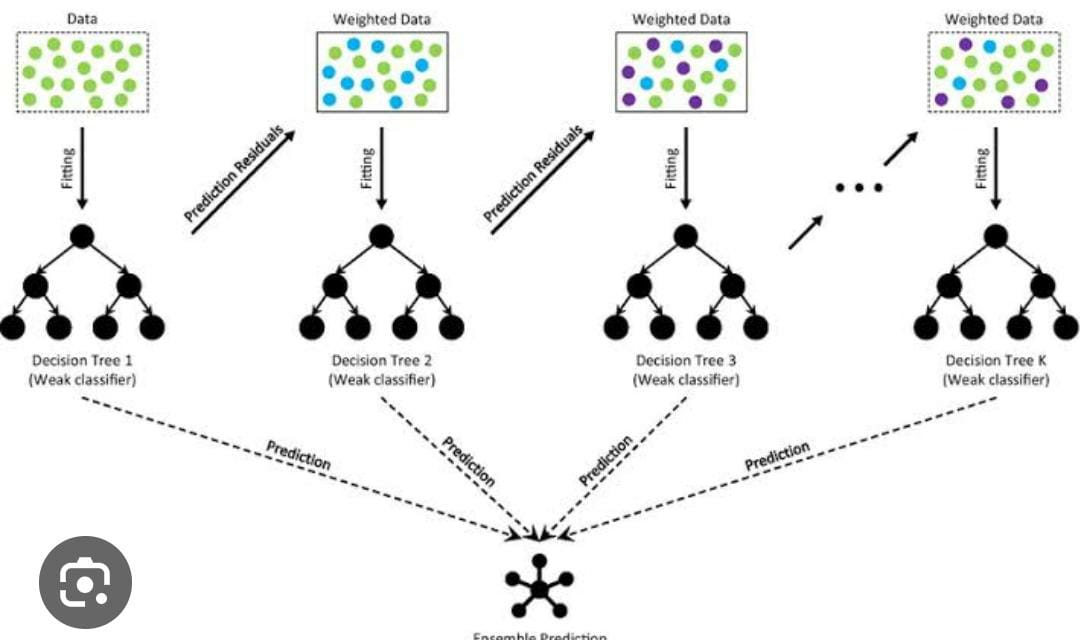 Data
Weighted Data
Weighted Data
Weighted Data
Fitting
Prediction Residuals
Fitting
Prediction Residuals
Fitting
Fitting
Decision Tree 1
(Weak classifier)
Decision Tree 2
(Weak classifier)
Decision Tree 3
(Weak classifier)
Decision Tree K
(Weak classifier)
Prediction
Prediction
Prediction
Prediction
Ensemble Prediction